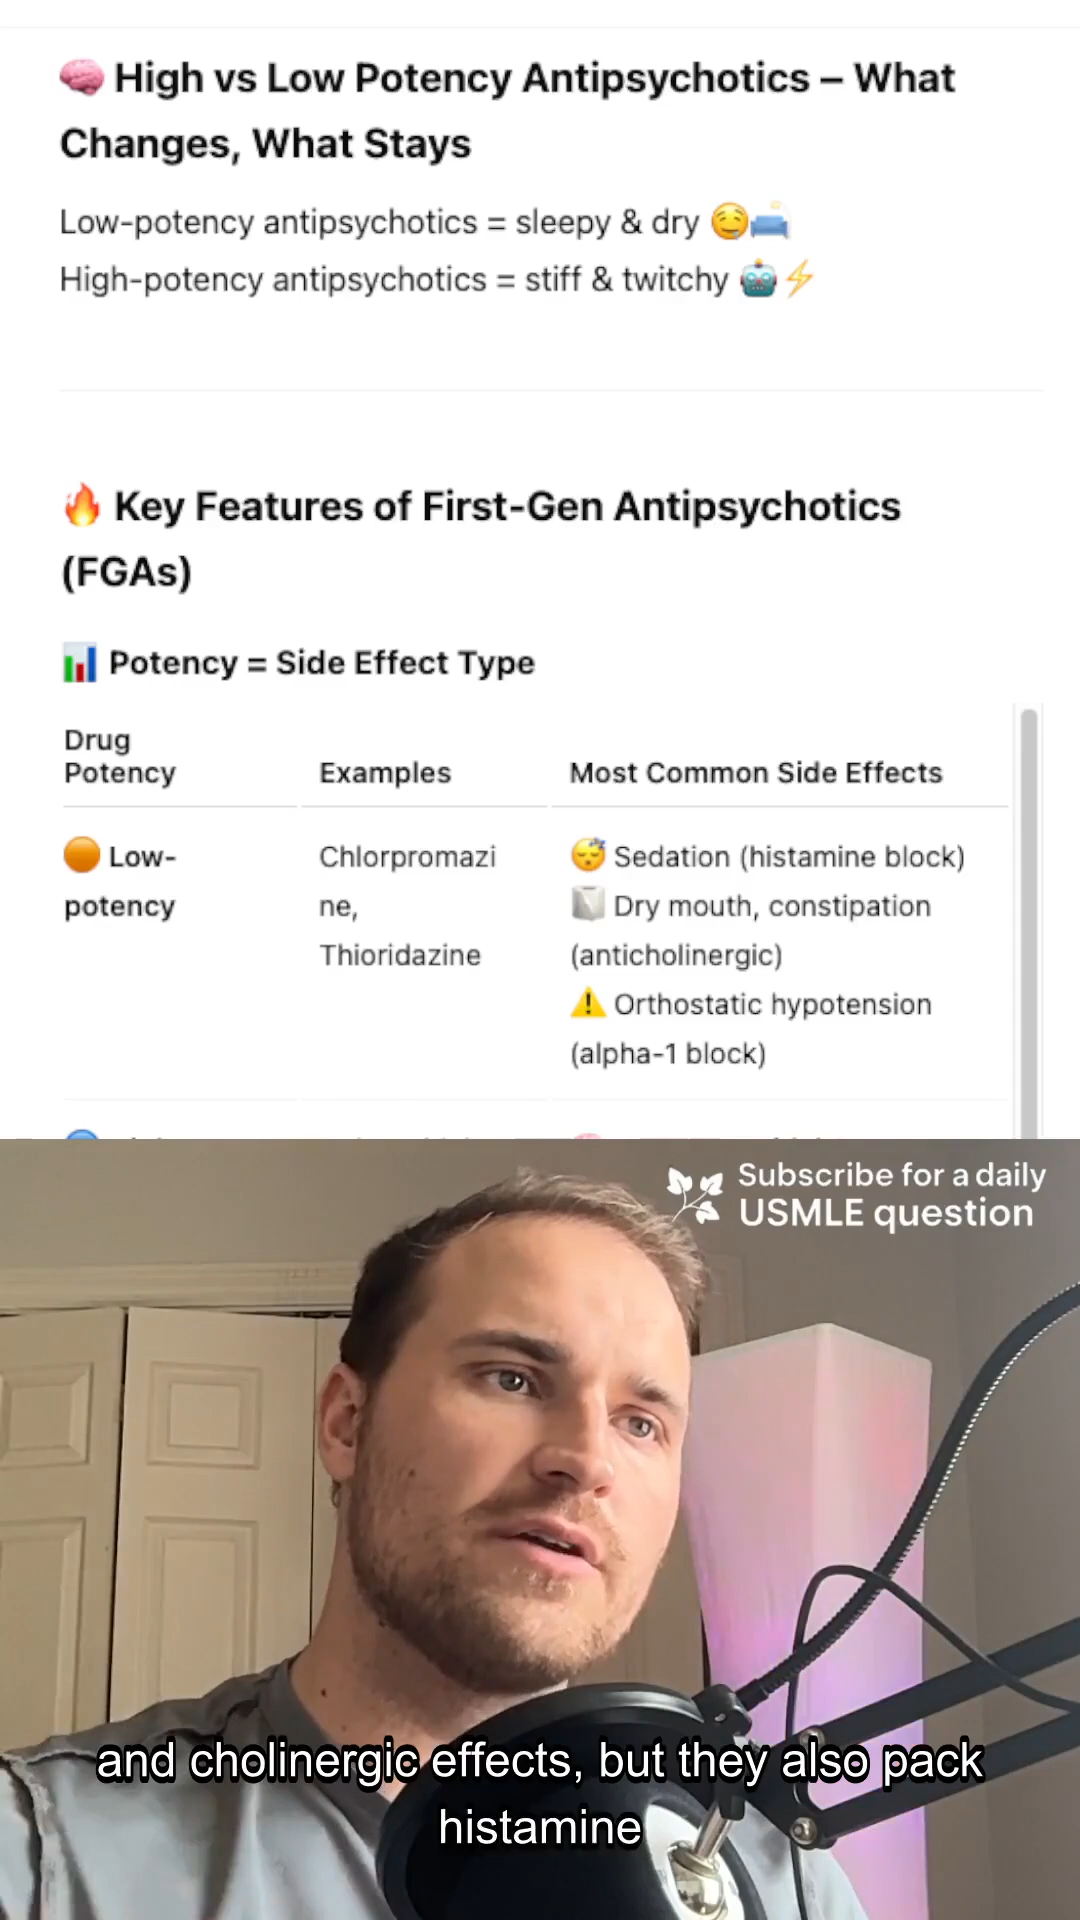 🧠 High vs Low Potency Antipsychotics – What
Changes, What Stays
Low-potency antipsychotics = sleepy & dry 🤤🛏️
High-potency antipsychotics = stiff & twitchy 🤖⚡
🔥 Key Features of First-Gen Antipsychotics
(FGAs)
📊 Potency = Side Effect Type
Drug
Potency
Examples
Most Common Side Effects
🟠 Low-
potency
Chlorpromazi
ne,
Thioridazine
😴 Sedation (histamine block)
🧻 Dry mouth, constipation
(anticholinergic)
⚠️ Orthostatic hypotension
(alpha-1 block)
Subscribe for a daily
USMLE question
and cholinergic effects, but they also pack
histamine